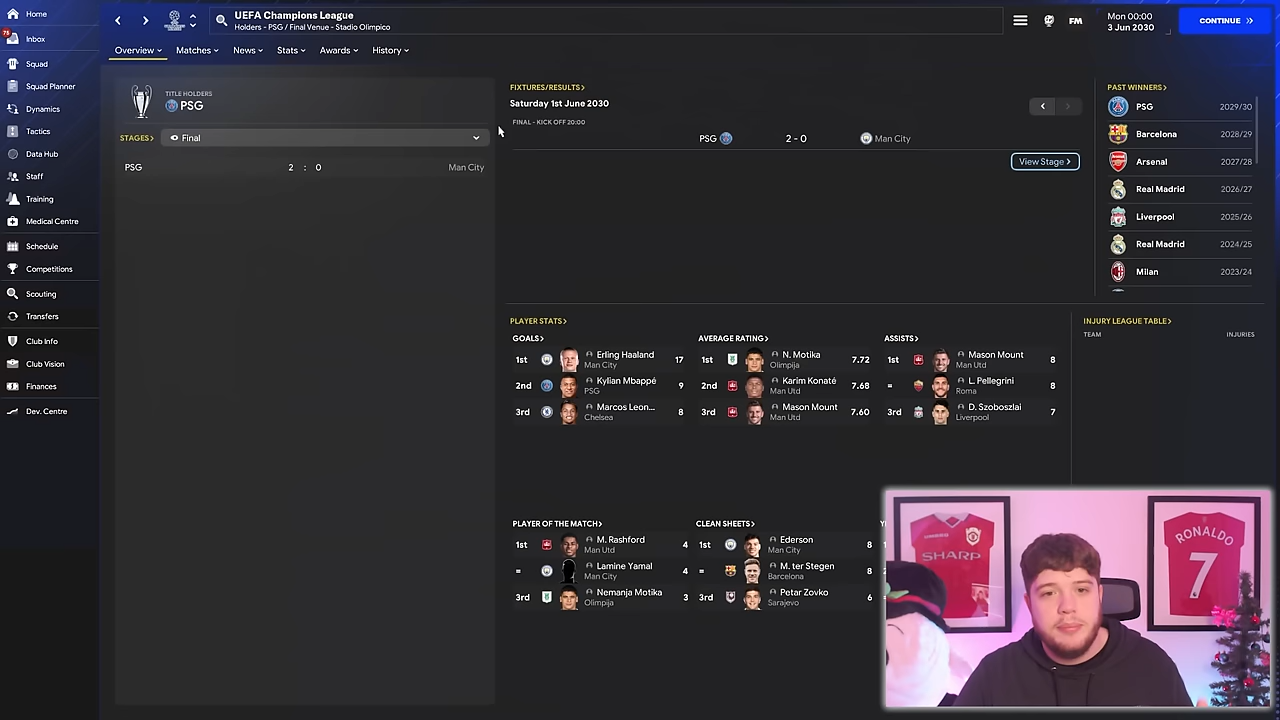 Home
75
Inbox
Squad
Squad Planner
Dynamics
Tactics
Data Hub
Staff
Training
Medical Centre
Schedule
Competitions
Scouting
Transfers
Club Info
Club Vision
Finances
Dev. Centre
UEFA Champions League
Holders - PSG / Final Venue - Stadio Olimpico
FM
Mon 00:00
3 Jun 2030
CONTINUE
Overview
Matches
News
Stats
Awards
History
TITLE HOLDERS
PSG
STAGES>
Final
PSG 2 : 0 Man City
FIXTURES/RESULTS>
Saturday 1st June 2030
FINAL - KICK OFF 20:00
PSG 2 - 0 Man City
View Stage >
PAST WINNERS>
PSG 2029/30
Barcelona 2028/29
Arsenal 2027/28
Real Madrid 2026/27
Liverpool 2025/26
Real Madrid 2024/25
Milan 2023/24
PLAYER STATS>
GOALS>
1st Erling Haaland 17
Man City
2nd Kylian Mbappé 9
PSG
3rd Marcos Leon... 8
Chelsea
AVERAGE RATING>
1st N. Motika 7.72
Olimpija
2nd Karim Konaté 7.68
Man Utd
3rd Mason Mount 7.60
Man Utd
ASSISTS>
1st Mason Mount 8
Man Utd
= L. Pellegrini 8
Roma
3rd D. Szoboszlai 7
Liverpool
INJURY LEAGUE TABLE>
TEAM INJURIES
PLAYER OF THE MATCH>
1st M. Rashford 4
Man Utd
= Lamine Yamal 4
Man City
3rd Nemanja Motika 3
Olimpija
CLEAN SHEETS>
1st Ederson 8
Man City
= M. ter Stegen 8
Barcelona
3rd Petar Zovko 6
Sarajevo
SHARP
RONALDO
7